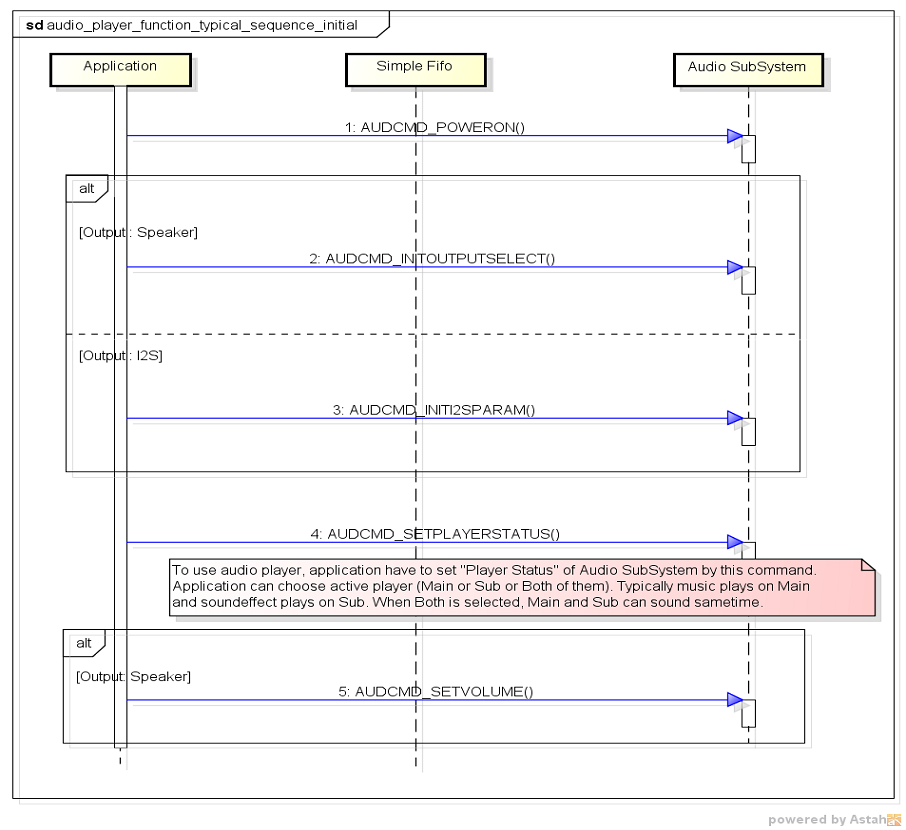 sd audio_player_function_typical_sequence_initial
Application
Simple Fifo
Audio SubSystem
1: AUDCMD_POWERON()
alt
[Output : Speaker]
2: AUDCMD_INITOUTPUTSELECT()
[Output : I2S]
3: AUDCMD_INITI2SPARAM()
4: AUDCMD_SETPLAYERSTATUS()
To use audio player, application have to set "Player Status" of Audio SubSystem by this command.
Application can choose active player (Main or Sub or Both of them). Typically music plays on Main
and soundeffect plays on Sub. When Both is selected, Main and Sub can sound sametime.
alt
[Output: Speaker]
5: AUDCMD_SETVOLUME()
powered by Astah